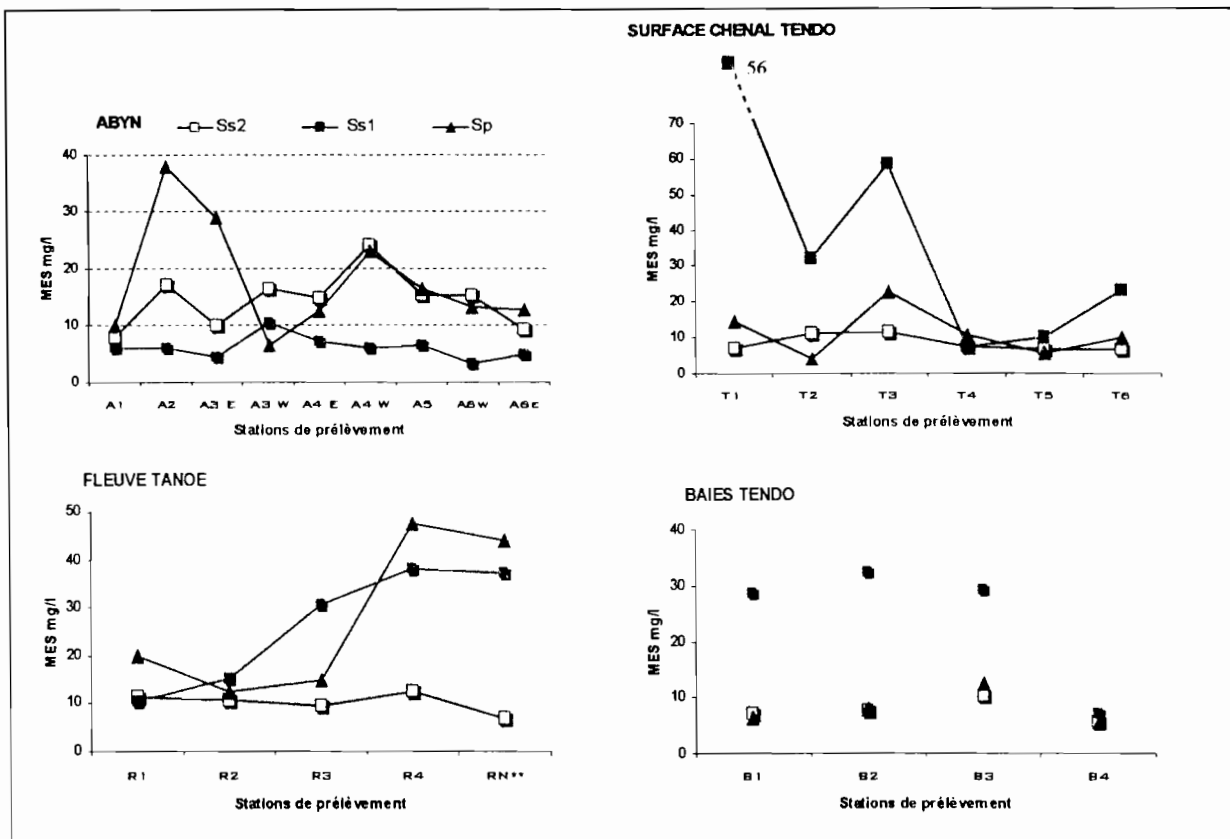 SURFACE CHENAL TENDO
56
ABYN Ss2 Ss1 Sp
MES mg/l
40
30
20
10
0
A1 A2 A3 E A3 W A4 E A4 W A5 A6W A6E
Stations de prélèvement
MES mg/l
70
60
50
40
30
20
10
0
T1 T2 T3 T4 T5 T6
Stations de prélèvement
FLEUVE TANOE
MES mg/l
50
40
30
20
10
0
R1 R2 R3 R4 RN**
Stations de prélèvement
BAIES TENDO
MES mg/l
40
30
20
10
0
B1 B2 B3 B4
Stations de prélèvement